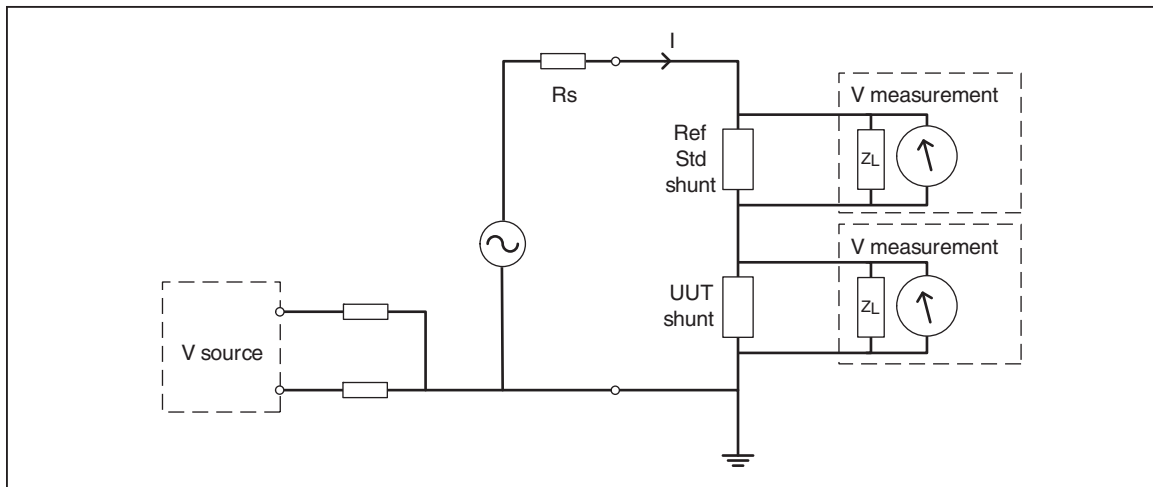 I
Rs
Ref
Std
shunt
V measurement
ZL
V measurement
UUT
shunt
ZL
V source